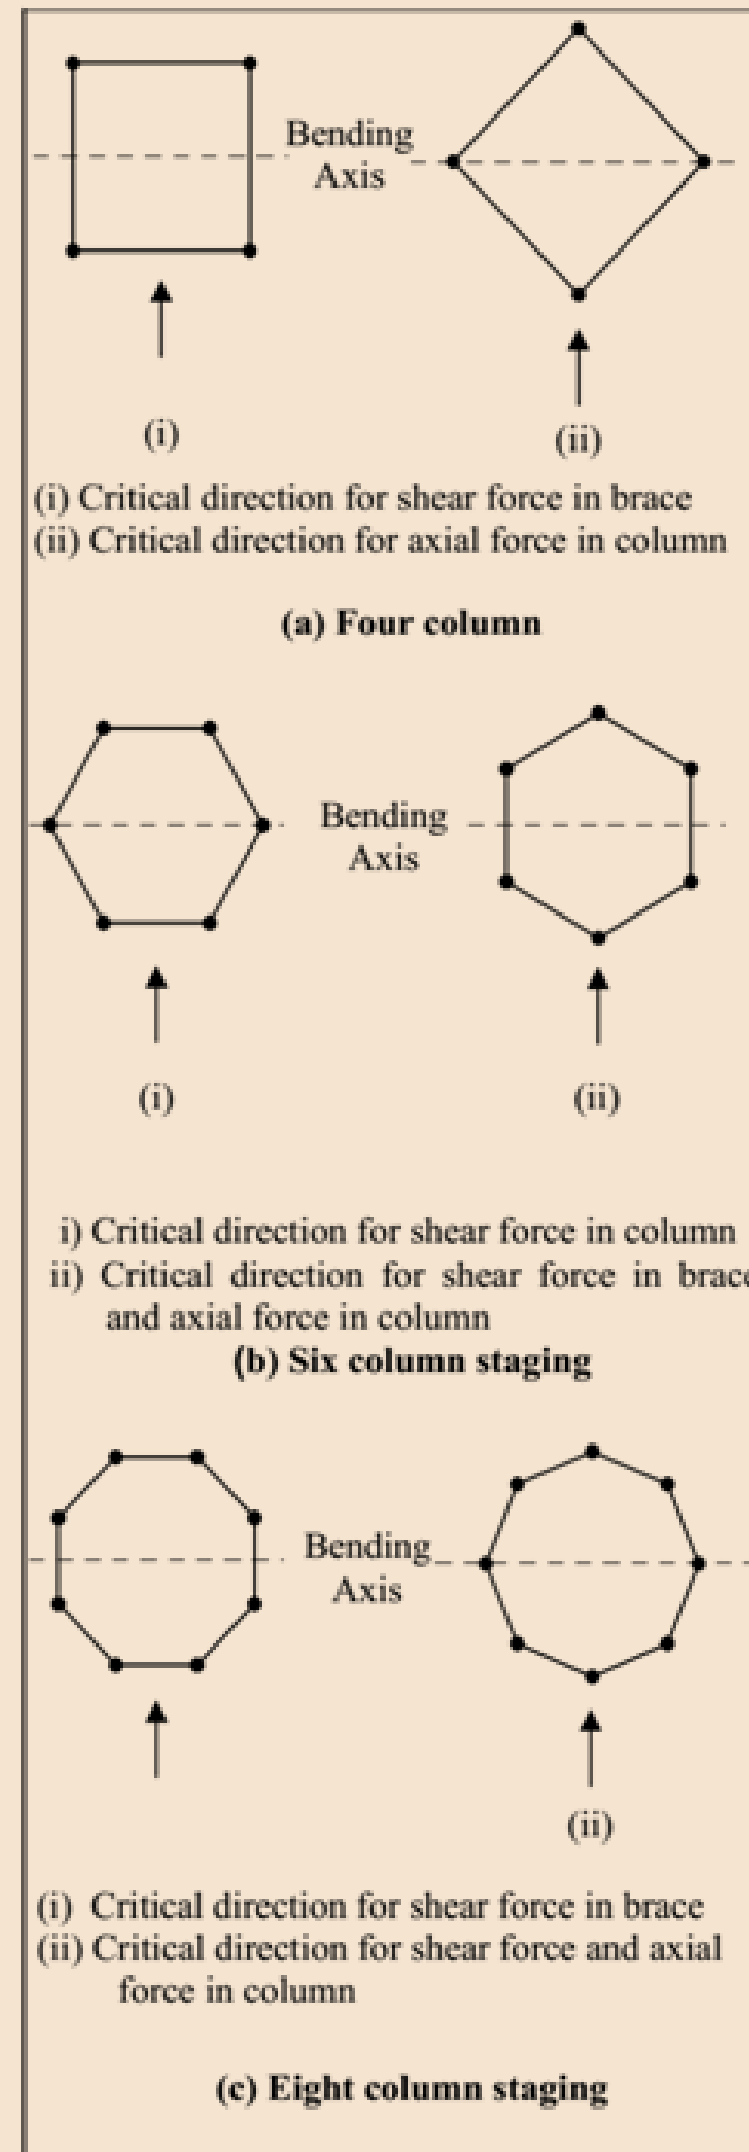 Bending
Axis
(i)
(ii)
(i) Critical direction for shear force in brace
(ii) Critical direction for axial force in column
(a) Four column
Bending
Axis
(i)
(ii)
i) Critical direction for shear force in column
ii) Critical direction for shear force in brace
and axial force in column
(b) Six column staging
Bending
Axis
(ii)
(i) Critical direction for shear force in brace
(ii) Critical direction for shear force and axial
force in column
(c) Eight column staging